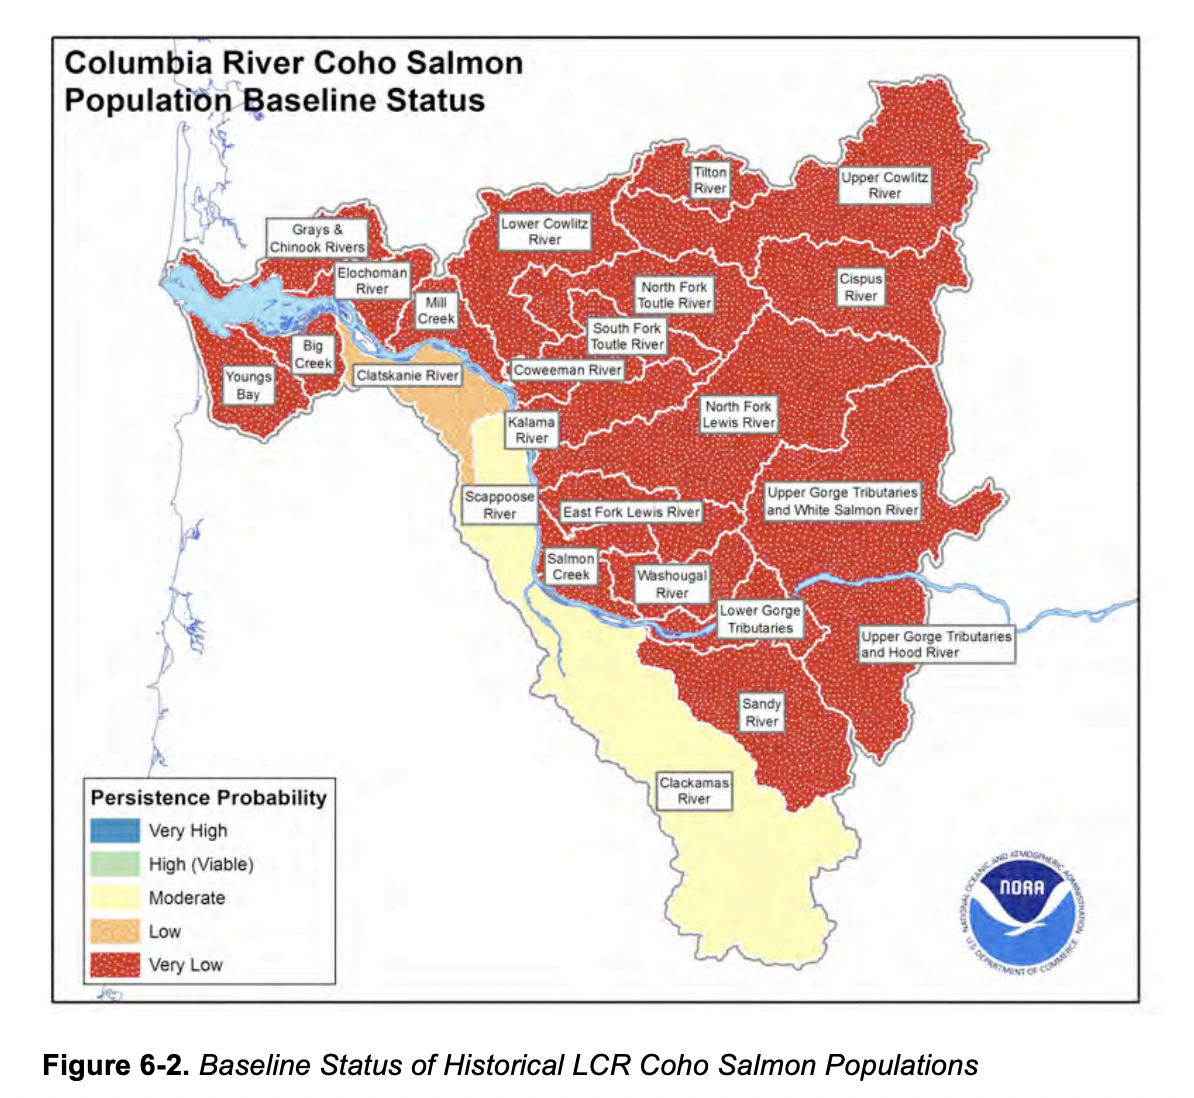 Columbia River Coho Salmon
Population Baseline Status
Tilton
River
Upper Cowlitz
River
Lower Cowlitz
River
Grays &
Chinook Rivers
Elochoman
River
Cispus
River
North Fork
Toutle River
Mill
Creek
South Fork
Toutle River
Big
Creek
Coweeman River
Clatskanie River
Youngs
Bay
North Fork
Lewis River
Kalama
River
Scappoose
River
Upper Gorge Tributaries
and White Salmon River
East Fork Lewis River
Salmon
Creek
Washougal
River
Lower Gorge
Tributaries
Upper Gorge Tributaries
and Hood River
Sandy
River
Clackamas
River
Persistence Probability
Very High
High (Viable)
Moderate
Low
Very Low
NATIONAL OCEANIC AND ATMOSPHERIC ADMINISTRATION
NOAA
U.S. DEPARTMENT OF COMMERCE
Figure 6-2. Baseline Status of Historical LCR Coho Salmon Populations